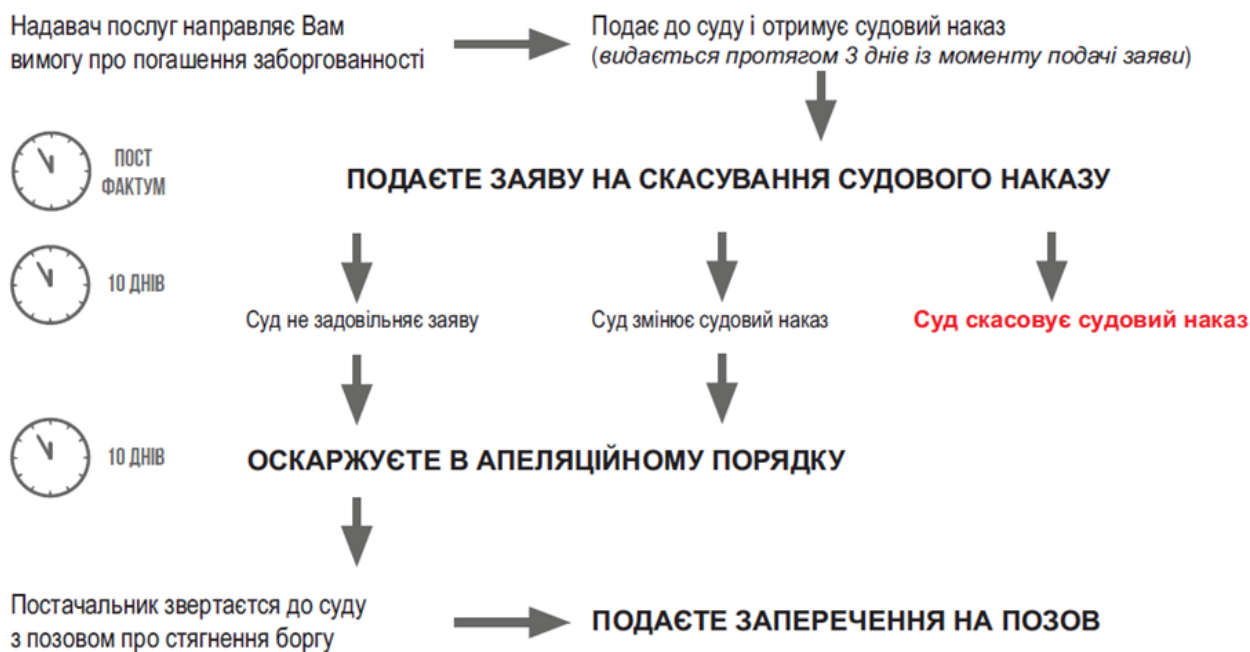 Надавач послуг направляє Вам
вимогу про погашення заборгованності
Подає до суду і отримує судовий наказ
(видається протягом 3 днів із моменту подачі заяви)
ПОСТ
ФАКТУМ
ПОДАЄТЕ ЗАЯВУ НА СКАСУВАННЯ СУДОВОГО НАКАЗУ
10 ДНІВ
Суд не задовільняє заяву
Суд змінює судовий наказ
Суд скасовує судовий наказ
10 ДНІВ
ОСКАРЖУЄТЕ В АПЕЛЯЦІЙНОМУ ПОРЯДКУ
Постачальник звертаєтся до суду
з позовом про стягнення боргу
ПОДАЄТЕ ЗАПЕРЕЧЕННЯ НА ПОЗОВ